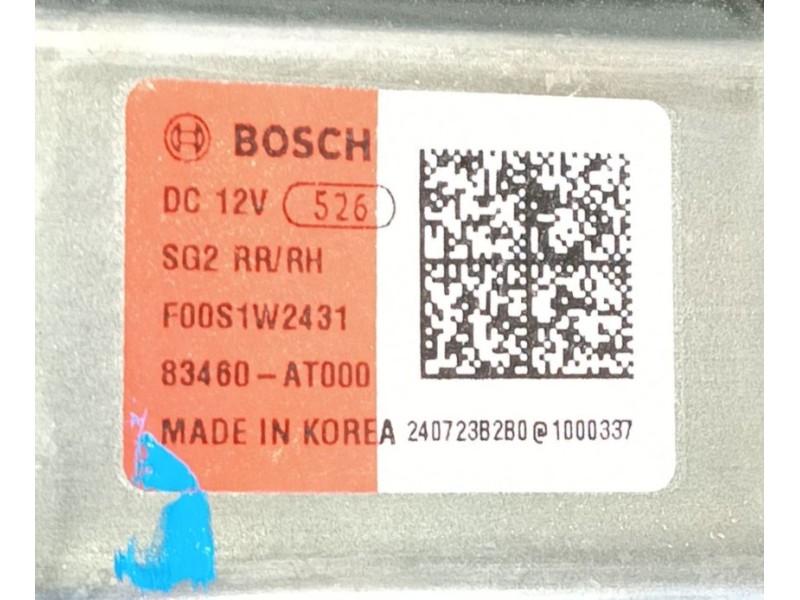 BOSCH
DC 12V 526
SG2 RR/RH
F00S1W2431
83460-AT000
MADE IN KOREA 240723B2B0@1000337